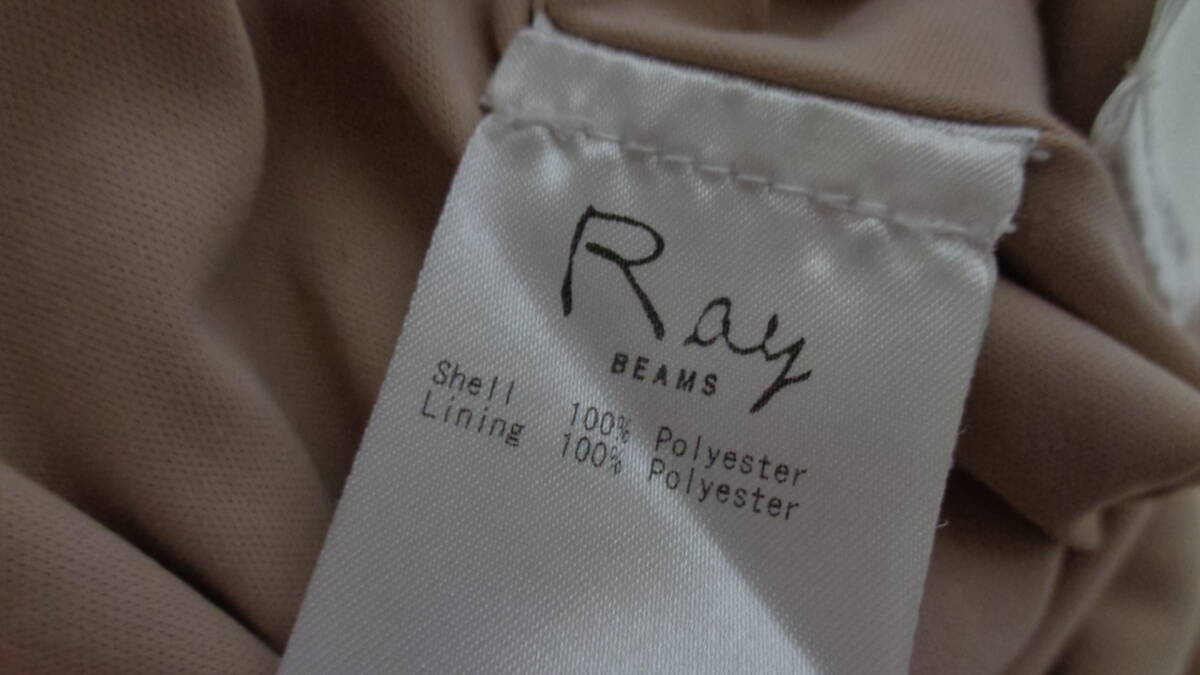 Ray
BEAMS
Shell 100% Polyester
Lining 100% Polyester